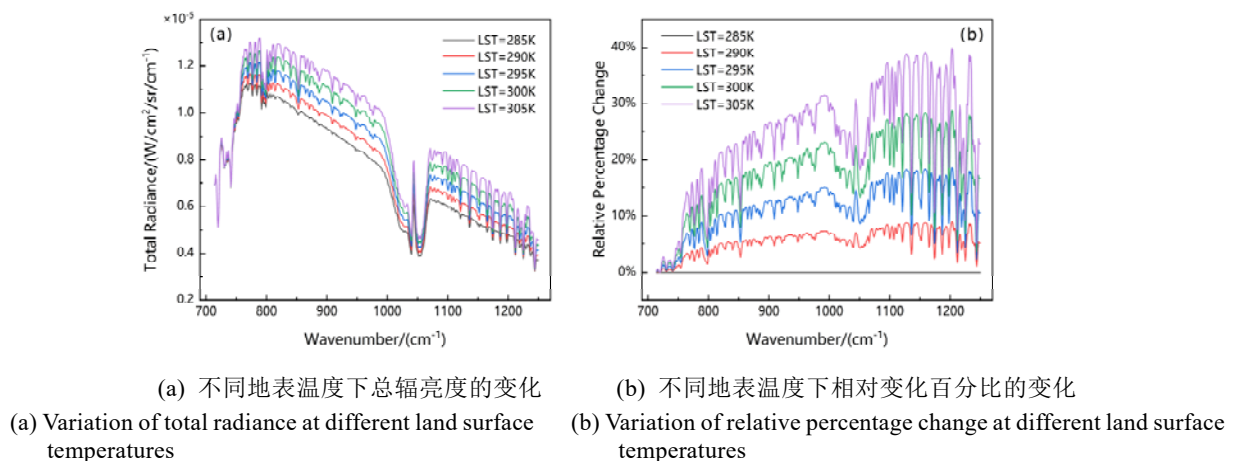 ×10⁻⁵
(a)
LST=285K
LST=290K
LST=295K
LST=300K
LST=305K
1.2
1.0
0.8
0.6
0.4
0.2
Total Radiance/(W/cm²/sr/cm⁻¹)
700 800 900 1000 1100 1200
Wavenumber/(cm⁻¹)
(b)
LST=285K
LST=290K
LST=295K
LST=300K
LST=305K
40%
30%
20%
10%
0%
Relative Percentage Change
700 800 900 1000 1100 1200
Wavenumber/(cm⁻¹)
(a) 不同地表温度下总辐亮度的变化
(b) 不同地表温度下相对变化百分比的变化
(a) Variation of total radiance at different land surface
temperatures
(b) Variation of relative percentage change at different land surface
temperatures